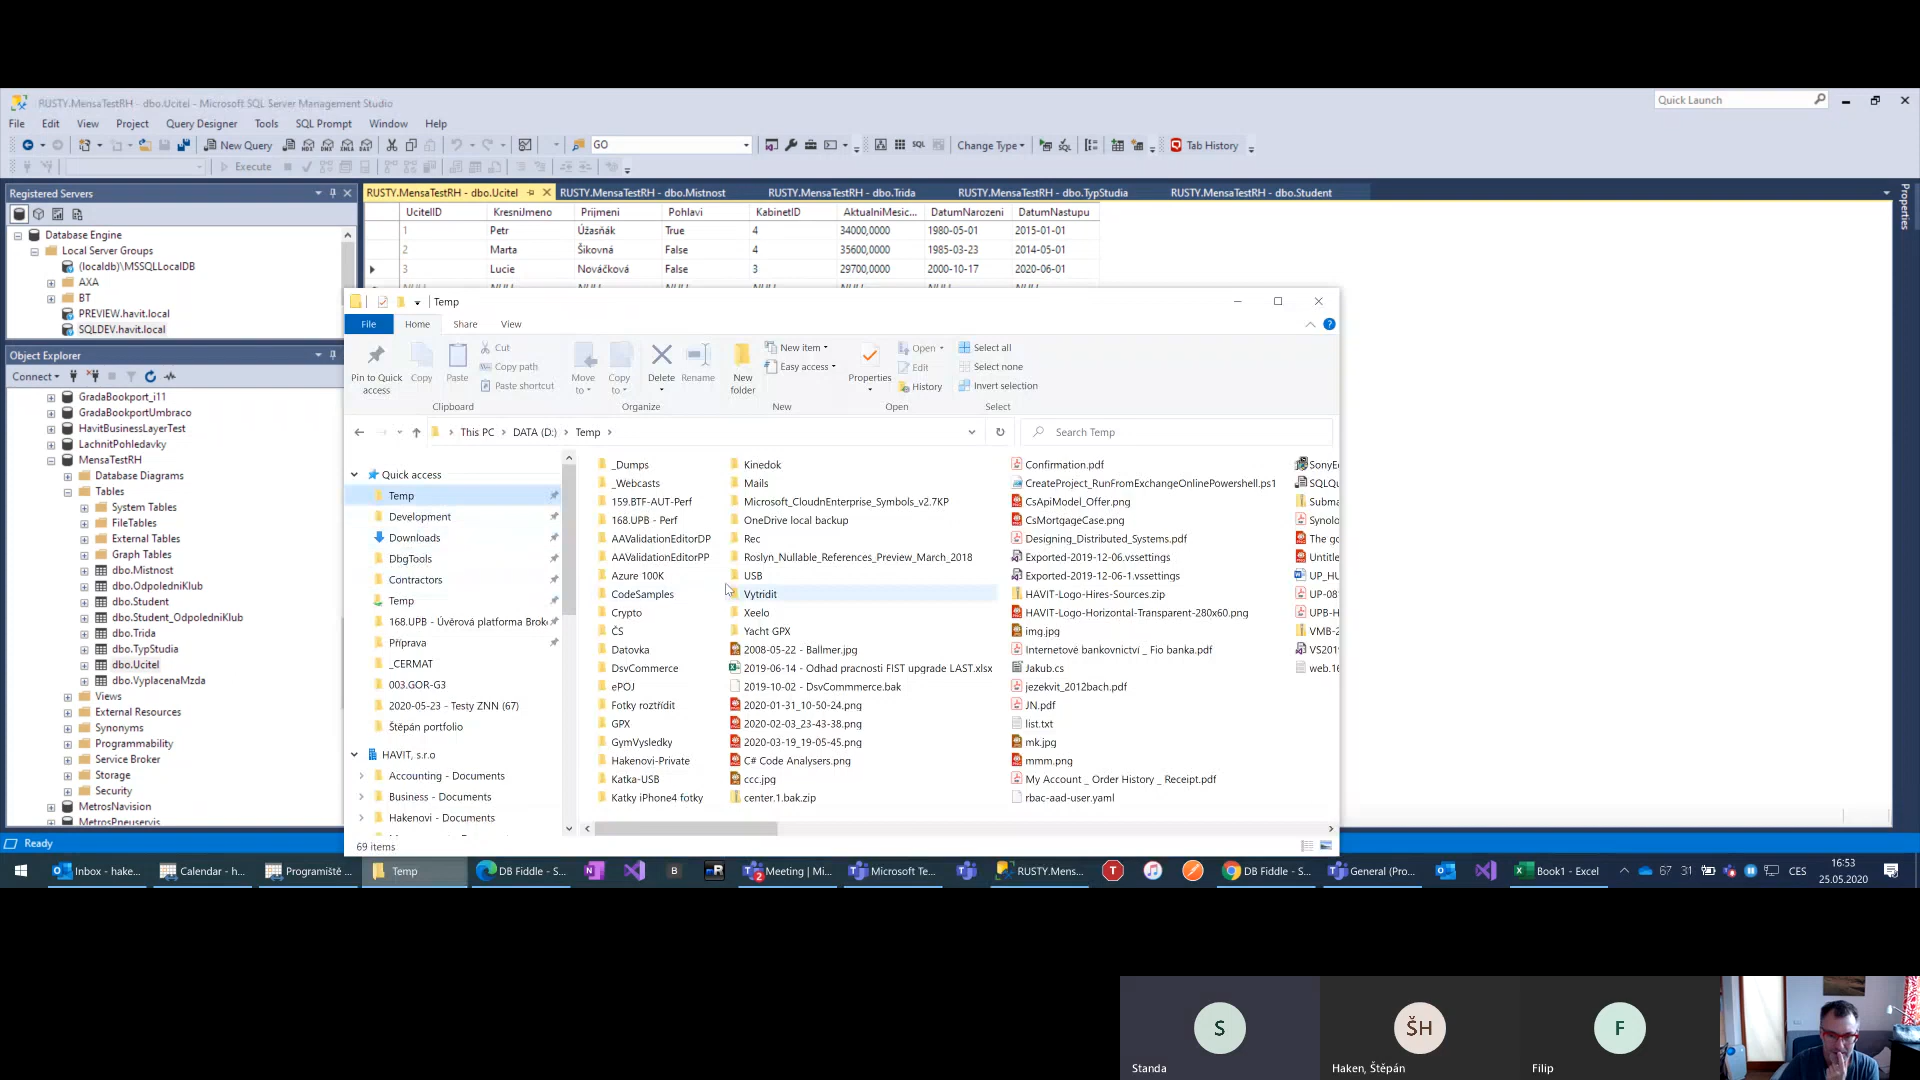 RUSTY.MensaTestRH - dbo.Ucitel - Microsoft SQL Server Management Studio
Quick Launch
File Edit View Project Query Designer Tools SQL Prompt Window Help
New Query GO Change Type Tab History
Execute
Registered Servers
RUSTY.MensaTestRH - dbo.Ucitel RUSTY.MensaTestRH - dbo.Mistnost RUSTY.MensaTestRH - dbo.Trida RUSTY.MensaTestRH - dbo.TypStudia RUSTY.MensaTestRH - dbo.Student
Properties
UcitelID KresniJmeno Prijmeni Pohlavi KabinetID AktualniMesic... DatumNarozeni DatumNastupu
1 Petr Úžasňák True 4 34000,0000 1980-05-01 2015-01-01
2 Marta Šikovná False 4 35600,0000 1985-03-23 2014-05-01
3 Lucie Nováčková False 3 29700,0000 2000-10-17 2020-06-01
Database Engine
Local Server Groups
(localdb)\MSSQLLocalDB
AXA
BT
PREVIEW.havit.local
SQLDEV.havit.local
Object Explorer
Connect
GradaBookport_i11
GradaBookportUmbraco
HavitBusinessLayerTest
LachnitPohledavky
MensaTestRH
Database Diagrams
Tables
System Tables
FileTables
External Tables
Graph Tables
dbo.Mistnost
dbo.OdpoledniKlub
dbo.Student
dbo.Student_OdpoledniKlub
dbo.Trida
dbo.TypStudia
dbo.Ucitel
dbo.VyplacenaMzda
Views
External Resources
Synonyms
Programmability
Service Broker
Storage
Security
MetrosNavision
MetrosPneuservis
Temp
File Home Share View
Pin to Quick access
Copy
Paste
Cut
Copy path
Paste shortcut
Clipboard
Move to
Copy to
Delete
Rename
Organize
New folder
New item
Easy access
New
Properties
Open
Edit
History
Open
Select all
Select none
Invert selection
Select
This PC DATA (D:) Temp
Search Temp
Quick access
Temp
Development
Downloads
DbgTools
Contractors
Temp
168.UPB - Úvěrová platforma Brok
Příprava
_CERMAT
003.GOR-G3
2020-05-23 - Testy ZNN (67)
Štěpán portfolio
HAVIT, s.r.o
Accounting - Documents
Business - Documents
Hakenovi - Documents
_Dumps
_Webcasts
159.BTF-AUT-Perf
168.UPB - Perf
AAValidationEditorDP
AAValidationEditorPP
Azure 100K
CodeSamples
Crypto
ČS
Datovka
DsvCommerce
ePOJ
Fotky roztřídit
GPX
GymVysledky
Hakenovi-Private
Katka-USB
Katky iPhone4 fotky
Kinedok
Mails
Microsoft_CloudnEnterprise_Symbols_v2.7KP
OneDrive local backup
Rec
Roslyn_Nullable_References_Preview_March_2018
USB
Vytridit
Xeelo
Yacht GPX
2008-05-22 - Ballmer.jpg
2019-06-14 - Odhad pracnosti FIST upgrade LAST.xlsx
2019-10-02 - DsvCommmerce.bak
2020-01-31_10-50-24.png
2020-02-03_23-43-38.png
2020-03-19_19-05-45.png
C# Code Analysers.png
ccc.jpg
center.1.bak.zip
Confirmation.pdf
CreateProject_RunFromExchangeOnlinePowershell.ps1
CsApiModel_Offer.png
CsMortgageCase.png
Designing_Distributed_Systems.pdf
Exported-2019-12-06.vssettings
Exported-2019-12-06-1.vssettings
HAVIT-Logo-Hires-Sources.zip
HAVIT-Logo-Horizontal-Transparent-280x60.png
img.jpg
Internetové bankovnictví _ Fio banka.pdf
Jakub.cs
jezekvit_2012bach.pdf
JN.pdf
list.txt
mk.jpg
mmm.png
My Account _ Order History _ Receipt.pdf
rbac-aad-user.yaml
SonyE
SQLQu
Subma
Synolo
The go
Untitle
UP_HU
UP-08
UPB-H
VMB-2
VS201
web.16
69 items
Ready
Inbox - hake... Calendar - h... Programiště ... Temp DB Fiddle - S... Meeting | Mi... Microsoft Te... RUSTY.Mens... DB Fiddle - S... General (Pro... Book1 - Excel 67 31 CES
16:53
25.05.2020
S
ŠH
F
Standa
Haken, Štěpán
Filip